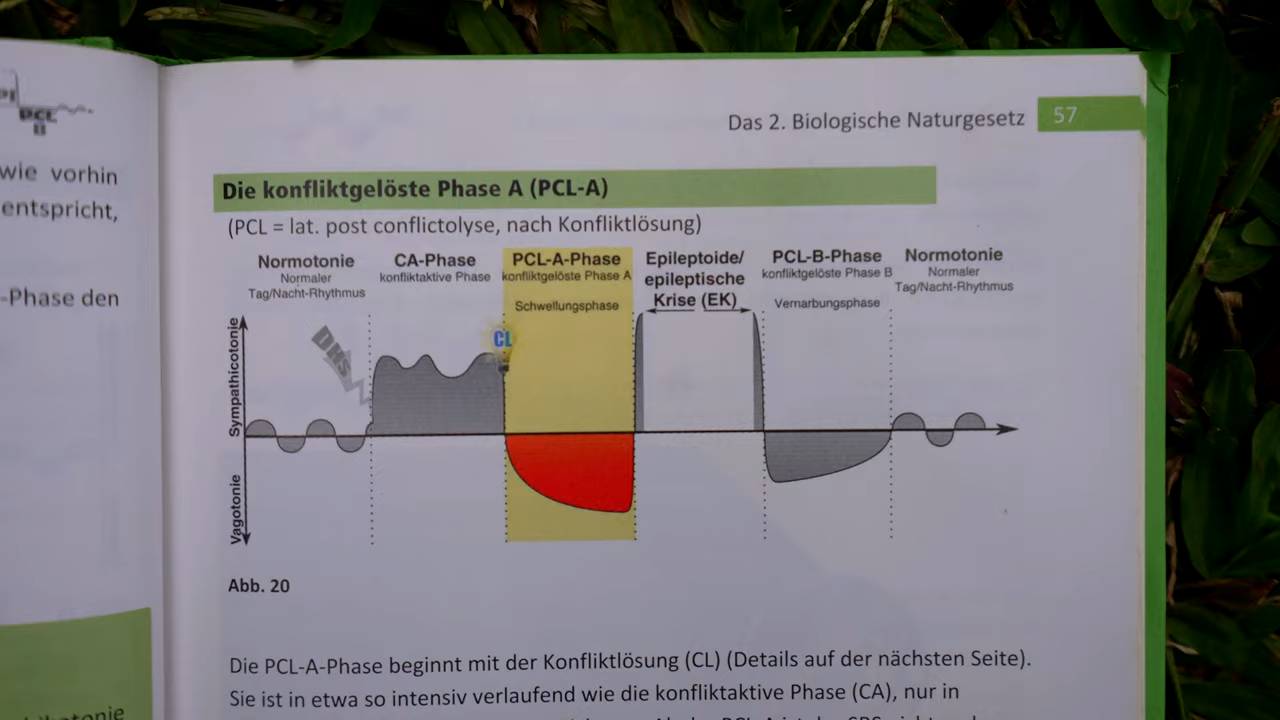 PCL
B
wie vorhin
entspricht,
-Phase den
Das 2. Biologische Naturgesetz 57
Die konfliktgelöste Phase A (PCL-A)
(PCL = lat. post conflictolyse, nach Konfliktlösung)
Normotonie
Normaler
Tag/Nacht-Rhythmus
CA-Phase
konfliktaktive Phase
PCL-A-Phase
konfliktgelöste Phase A
Schwellungsphase
Epileptoide/
epileptische
Krise (EK)
PCL-B-Phase
konfliktgelöste Phase B
Vernarbungsphase
Normotonie
Normaler
Tag/Nacht-Rhythmus
Sympathicotonie
Vagotonie
DHS
CL
Abb. 20
Die PCL-A-Phase beginnt mit der Konfliktlösung (CL) (Details auf der nächsten Seite).
Sie ist in etwa so intensiv verlaufend wie die konfliktaktive Phase (CA), nur in